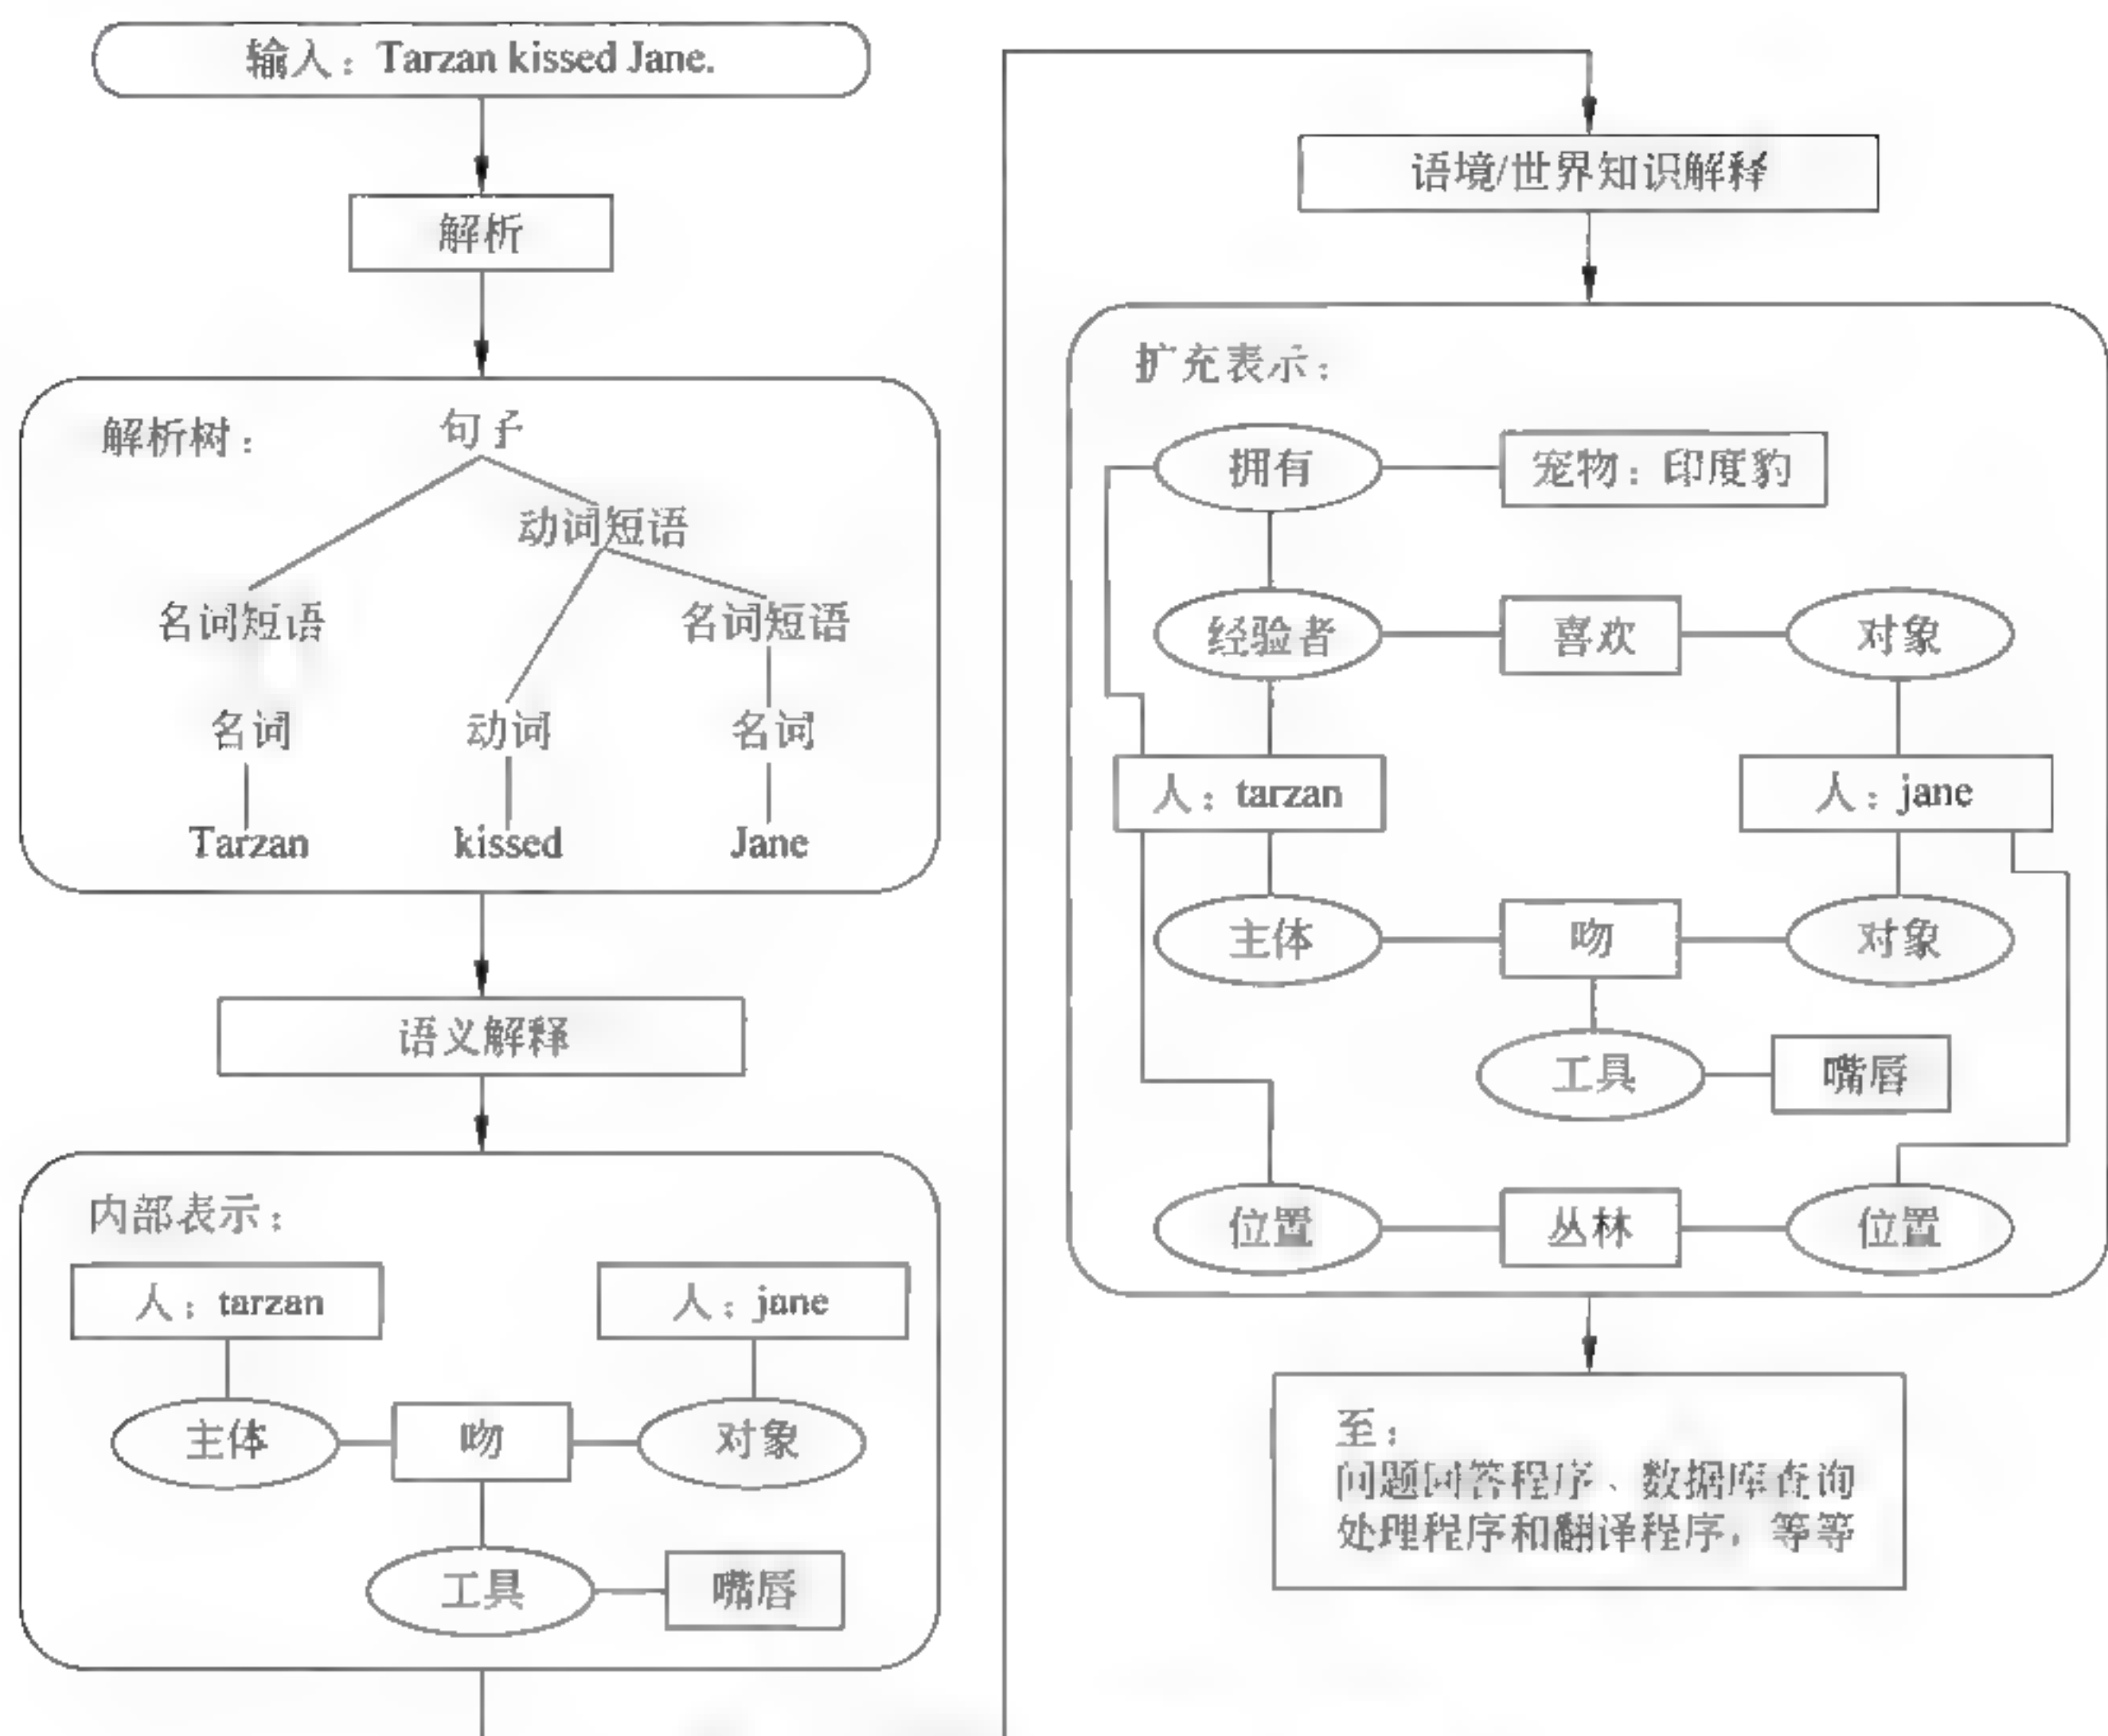 输入：Tarzan kissed Jane.
解析
解析树：
句子
动词短语
名词短语
名词短语
名词
动词
名词
Tarzan
kissed
Jane
语义解释
内部表示：
人：tarzan
人：jane
主体
吻
对象
工具
嘴唇
语境/世界知识解释
扩充表示：
拥有
宠物：印度豹
经验者
喜欢
对象
人：tarzan
人：jane
主体
吻
对象
工具
嘴唇
位置
丛林
位置
至：
问题回答程序、数据库查询
处理程序和翻译程序，等等